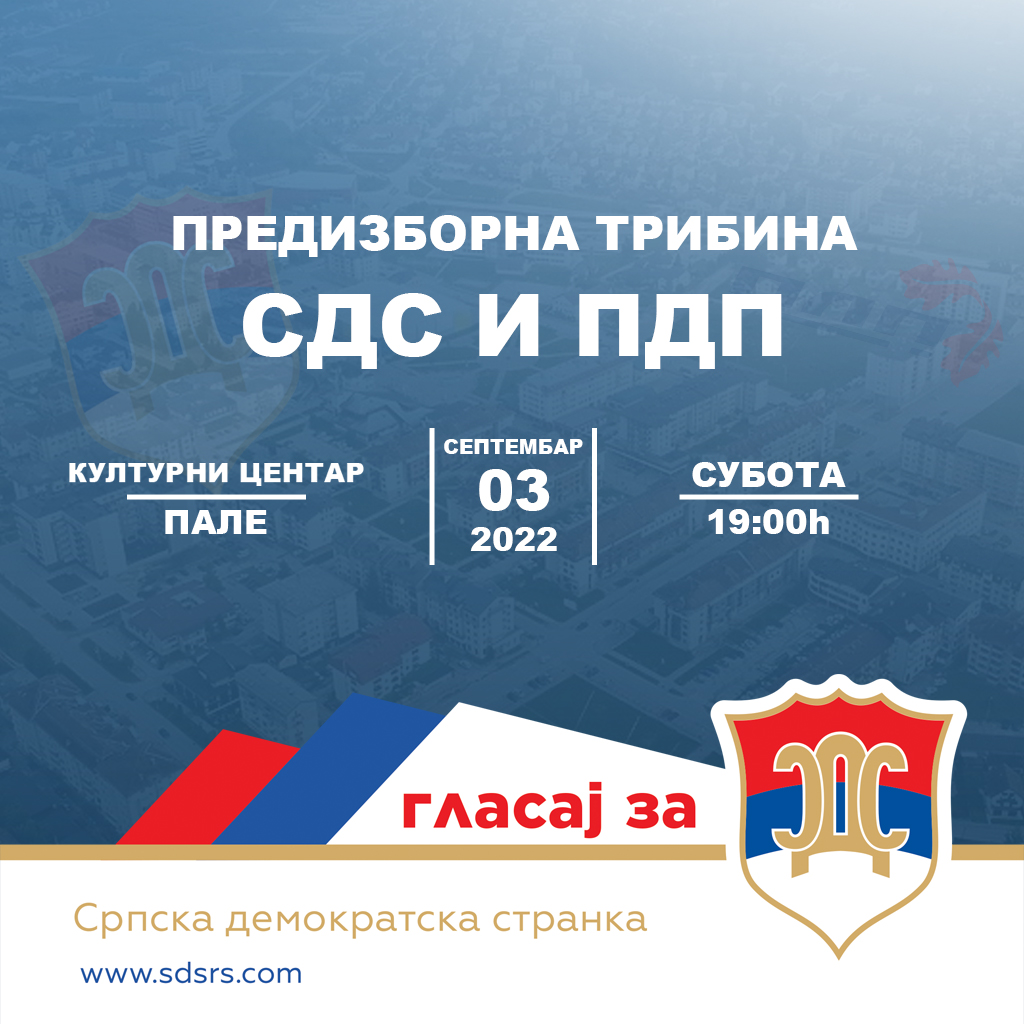 ПРЕДИЗБОРНА ТРИБИНА
СДС И ПДП
КУЛТУРНИ ЦЕНТАР
ПАЛЕ
СЕПТЕМБАР
03
2022
СУБОТА
19:00h
гласај за
СДС
Српска демократска странка
www.sdsrs.com